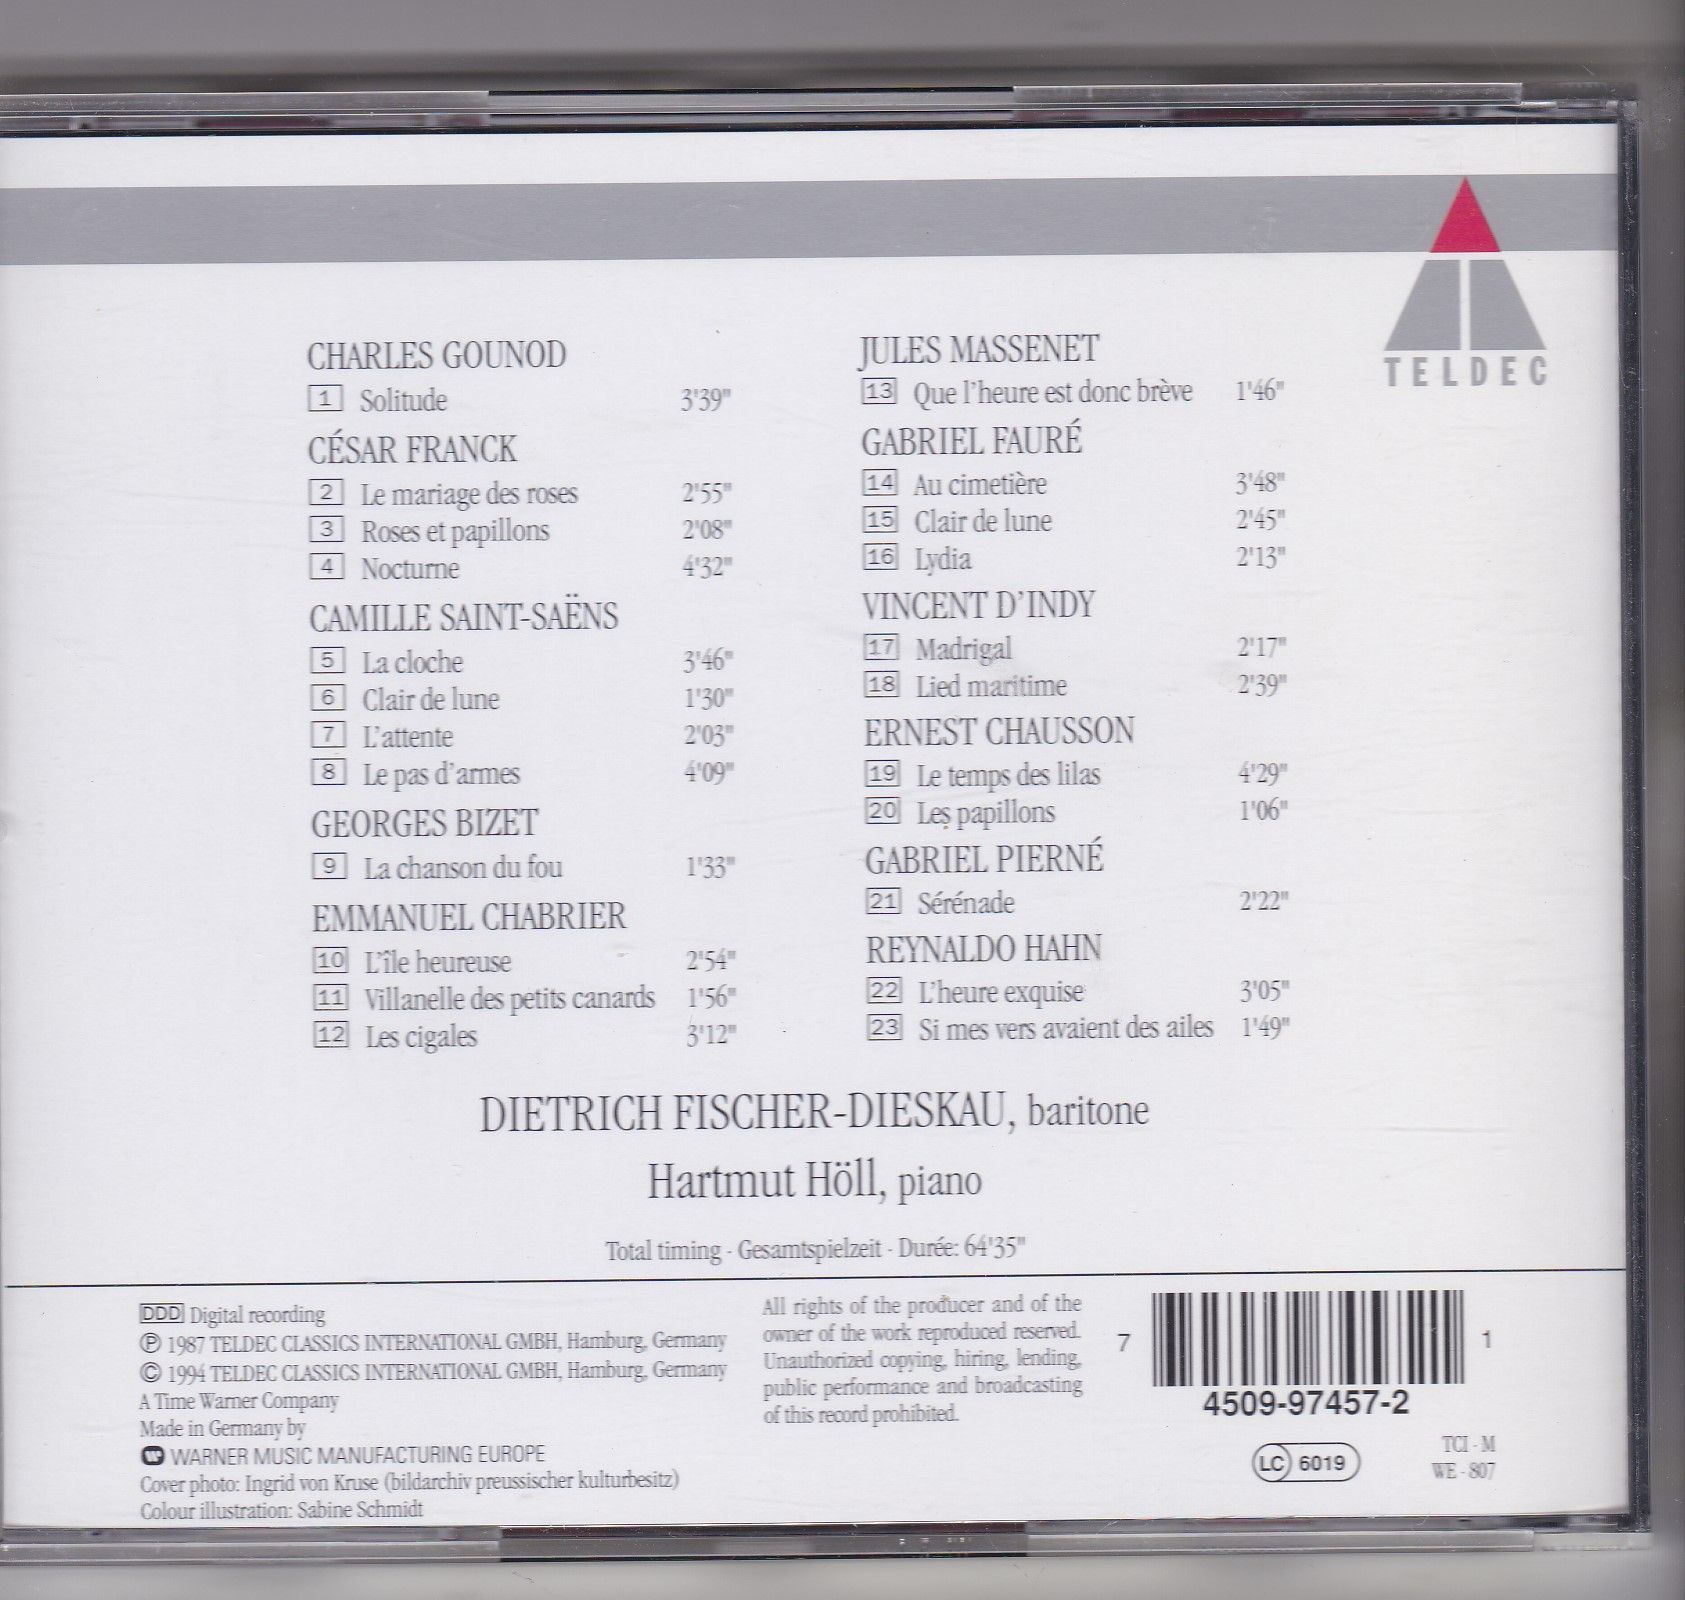 TELDEC
CHARLES GOUNOD
1 Solitude 3'39"
CÉSAR FRANCK
2 Le mariage des roses 2'55"
3 Roses et papillons 2'08"
4 Nocturne 4'32"
CAMILLE SAINT-SAËNS
5 La cloche 3'46"
6 Clair de lune 1'30"
7 L'attente 2'03"
8 Le pas d'armes 4'09"
GEORGES BIZET
9 La chanson du fou 1'33"
EMMANUEL CHABRIER
10 L'île heureuse 2'54"
11 Villanelle des petits canards 1'56"
12 Les cigales 3'12"
JULES MASSENET
13 Que l'heure est donc brève 1'46"
GABRIEL FAURÉ
14 Au cimetière 3'48"
15 Clair de lune 2'45"
16 Lydia 2'13"
VINCENT D'INDY
17 Madrigal 2'17"
18 Lied maritime 2'39"
ERNEST CHAUSSON
19 Le temps des lilas 4'29"
20 Les papillons 1'06"
GABRIEL PIERNÉ
21 Sérénade 2'22"
REYNALDO HAHN
22 L'heure exquise 3'05"
23 Si mes vers avaient des ailes 1'49"
DIETRICH FISCHER-DIESKAU, baritone
Hartmut Höll, piano
Total timing · Gesamtspielzeit · Durée: 64'35"
DDD Digital recording
℗ 1987 TELDEC CLASSICS INTERNATIONAL GMBH, Hamburg, Germany
© 1994 TELDEC CLASSICS INTERNATIONAL GMBH, Hamburg, Germany
A Time Warner Company
Made in Germany by
WARNER MUSIC MANUFACTURING EUROPE
Cover photo: Ingrid von Kruse (bildarchiv preussischer kulturbesitz)
Colour illustration: Sabine Schmidt
All rights of the producer and of the
owner of the work reproduced reserved.
Unauthorized copying, hiring, lending,
public performance and broadcasting
of this record prohibited.
7 1
4509-97457-2
LC 6019
TCI - M
WE - 807